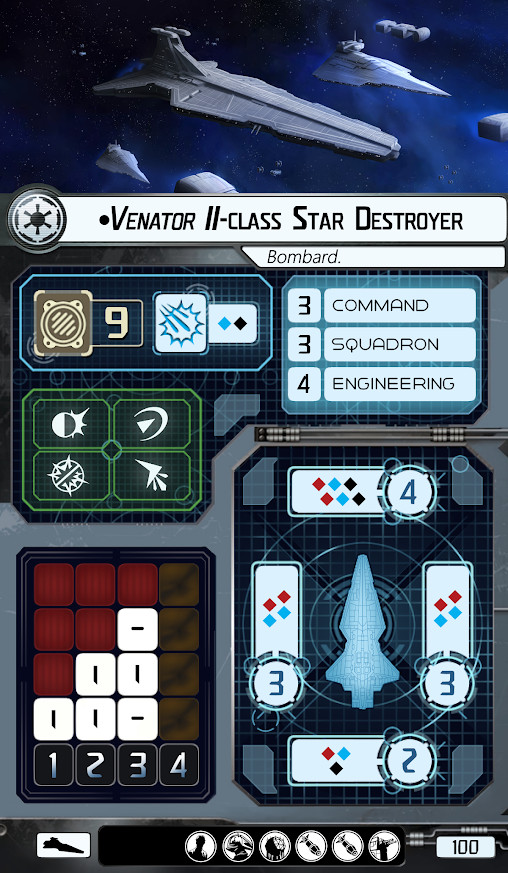 •VENATOR II-CLASS STAR DESTROYER
Bombard.
9
3 COMMAND
3 SQUADRON
4 ENGINEERING
4
3 3
2
-
I I
I I -
1 2 3 4
100